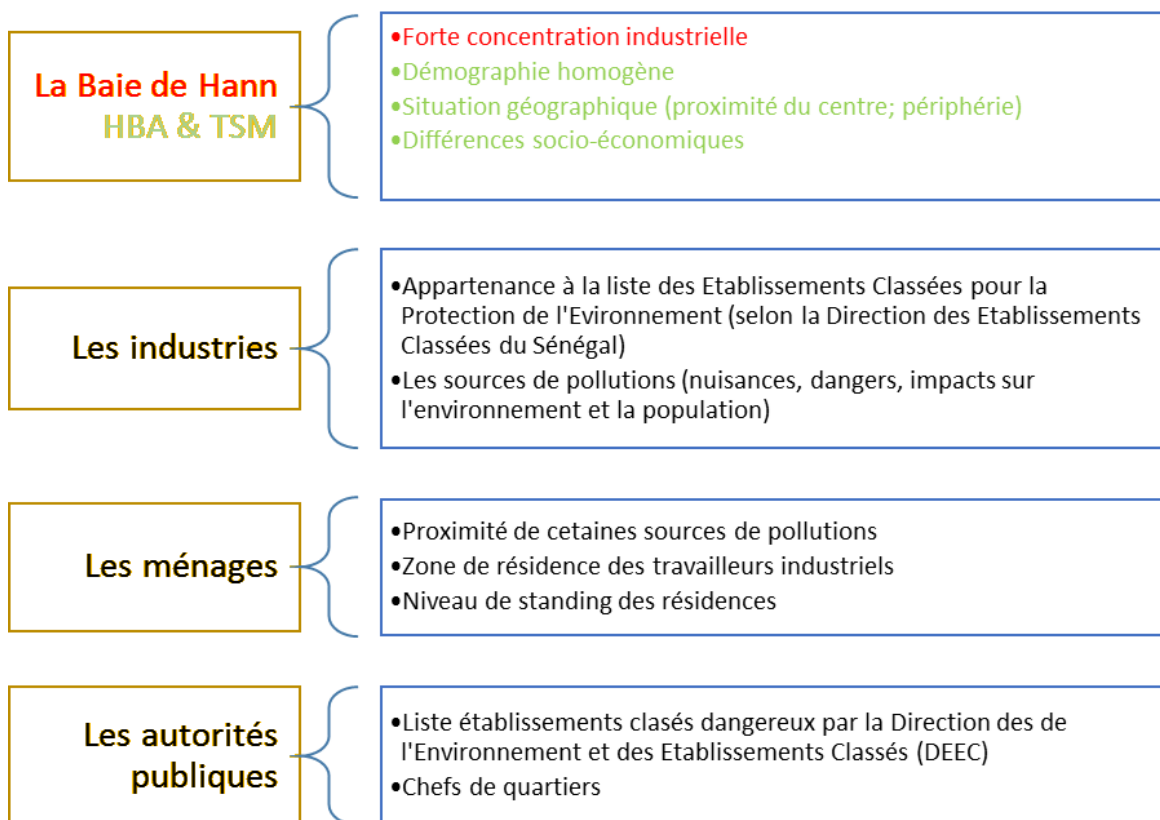 La Baie de Hann
HBA & TSM
•Forte concentration industrielle
•Démographie homogène
•Situation géographique (proximité du centre; périphérie)
•Différences socio-économiques
Les industries
•Appartenance à la liste des Etablissements Classées pour la
Protection de l'Evironnement (selon la Direction des Etablissements
Classées du Sénégal)
•Les sources de pollutions (nuisances, dangers, impacts sur
l'environnement et la population)
Les ménages
•Proximité de cetaines sources de pollutions
•Zone de résidence des travailleurs industriels
•Niveau de standing des résidences
Les autorités
publiques
•Liste établissements clasés dangereux par la Direction des de
l'Environnement et des Etablissements Classés (DEEC)
•Chefs de quartiers